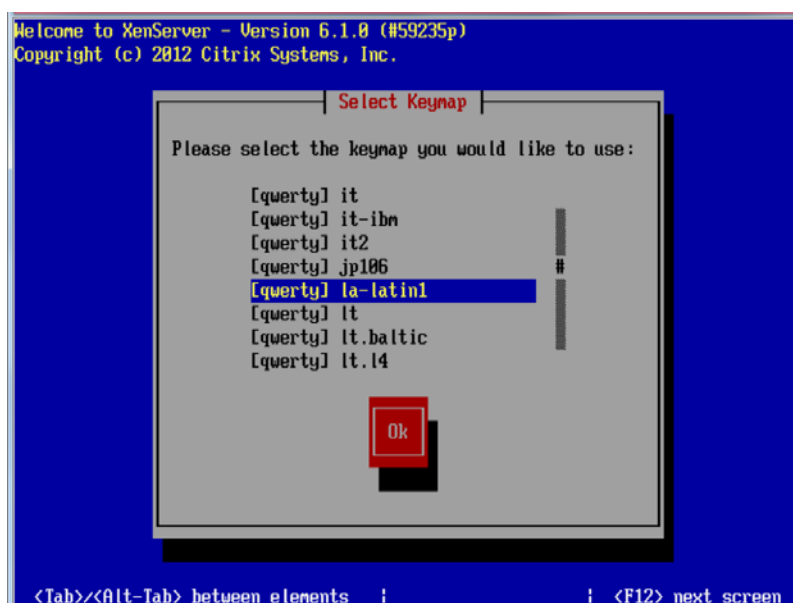 Welcome to XenServer - Version 6.1.0 (#59235p)
Copyright (c) 2012 Citrix Systems, Inc.
Select Keymap
Please select the keymap you would like to use:
[qwerty] it
[qwerty] it-ibm
[qwerty] it2
[qwerty] jp106 #
[qwerty] la-latin1
[qwerty] lt
[qwerty] lt.baltic
[qwerty] lt.l4
Ok
<Tab>/<Alt-Tab> between elements | | <F12> next screen